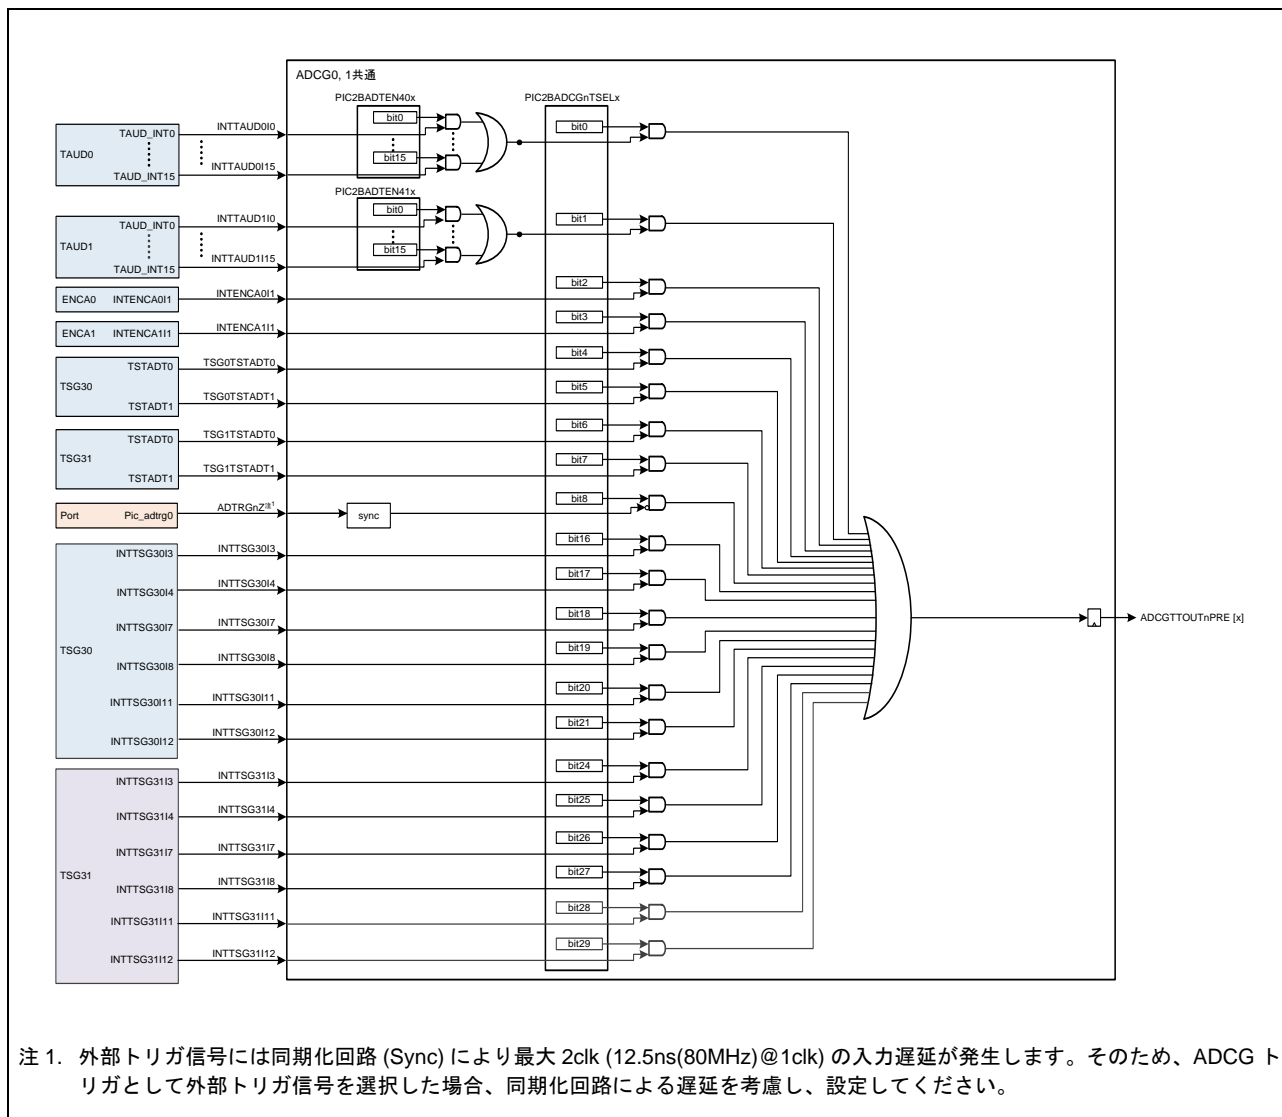 ADCG0, 1共通
PIC2BADTEN40x
PIC2BADCGnTSELx
TAUD0
TAUD_INT0
TAUD_INT15
INTTAUD0I0
INTTAUD0I15
bit0
bit15
bit0
PIC2BADTEN41x
TAUD1
TAUD_INT0
TAUD_INT15
INTTAUD1I0
INTTAUD1I15
bit0
bit15
bit1
ENCA0 INTENCA0I1 INTENCA0I1 bit2
ENCA1 INTENCA1I1 INTENCA1I1 bit3
TSG30
TSTADT0 TSG0TSTADT0 bit4
TSTADT1 TSG0TSTADT1 bit5
TSG31
TSTADT0 TSG1TSTADT0 bit6
TSTADT1 TSG1TSTADT1 bit7
Port Pic_adtrg0 ADTRGnZ注1 sync bit8
TSG30
INTTSG30I3 INTTSG30I3 bit16
INTTSG30I4 INTTSG30I4 bit17
INTTSG30I7 INTTSG30I7 bit18
INTTSG30I8 INTTSG30I8 bit19
INTTSG30I11 INTTSG30I11 bit20
INTTSG30I12 INTTSG30I12 bit21
ADCGTTOUTnPRE [x]
TSG31
INTTSG31I3 INTTSG31I3 bit24
INTTSG31I4 INTTSG31I4 bit25
INTTSG31I7 INTTSG31I7 bit26
INTTSG31I8 INTTSG31I8 bit27
INTTSG31I11 INTTSG31I11 bit28
INTTSG31I12 INTTSG31I12 bit29
注 1. 外部トリガ信号には同期化回路 (Sync) により最大 2clk (12.5ns(80MHz)@1clk) の入力遅延が発生します。そのため、ADCG ト
リガとして外部トリガ信号を選択した場合、同期化回路による遅延を考慮し、設定してください。